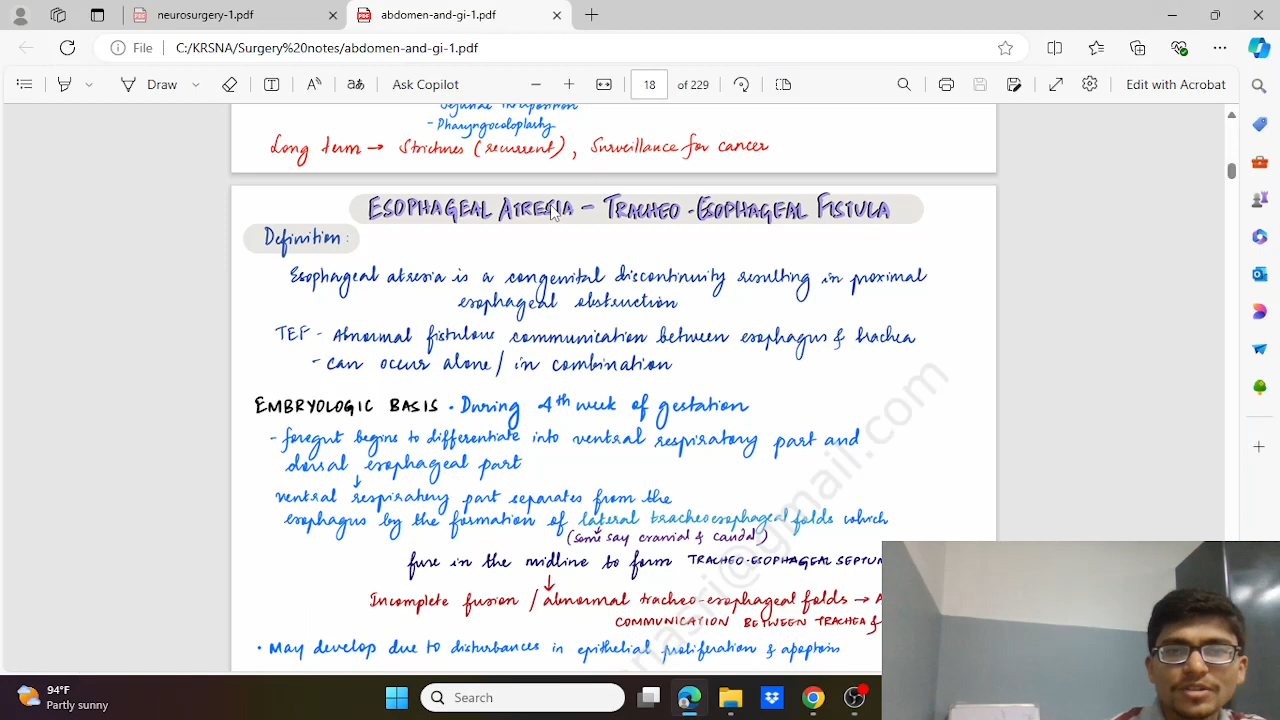 neurosurgery-1.pdf
abdomen-and-gi-1.pdf
File
C:/KRSNA/Surgery%20notes/abdomen-and-gi-1.pdf
Draw
Ask Copilot
18
of 229
Edit with Acrobat
- Pharyngocoloplasty
Long term → Strictures (recurrent), Surveillance for cancer
ESOPHAGEAL ATRESIA - TRACHEO-ESOPHAGEAL FISTULA
Definition:
Esophageal atresia is a congenital discontinuity resulting in proximal
esophageal obstruction
TEF - Abnormal fistulous communication between esophagus & trachea
- can occur alone / in combination
EMBRYOLOGIC BASIS • During 4th week of gestation
- foregut begins to differentiate into ventral respiratory part and
dorsal esophageal part
↓
ventral respiratory part separates from the
esophagus by the formation of lateral tracheoesophageal folds which
(some say cranial & caudal)
fuse in the midline to form TRACHEO-ESOPHAGEAL SEPTUM
↓
Incomplete fusion / abnormal tracheo-esophageal folds → A
COMMUNICATION BETWEEN TRACHEA &
• May develop due to disturbances in epithelial proliferation & apoptosis
@gmail.com
94°F
Partly sunny
Search